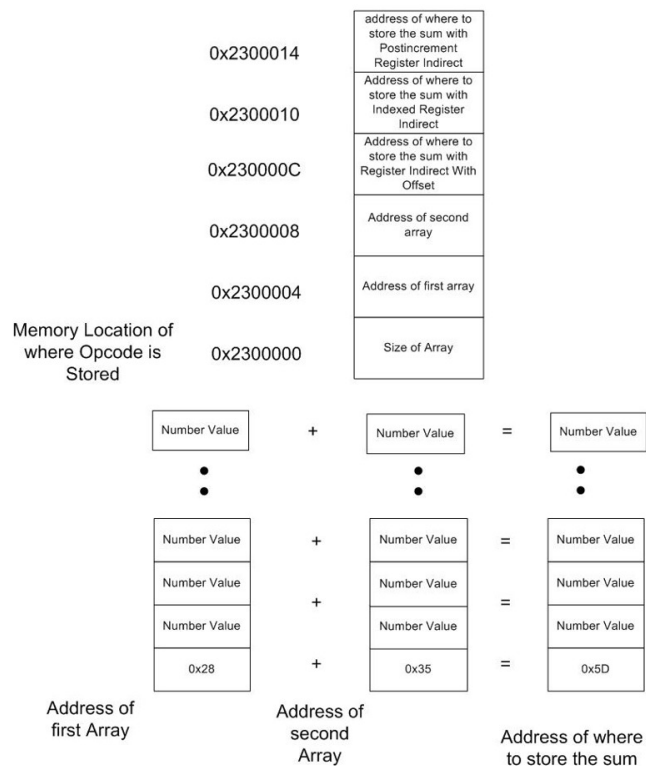 0x2300014
address of where to
store the sum with
Postincrement
Register Indirect
0x2300010
Address of where to
store the sum with
Indexed Register
Indirect
0x230000C
Address of where to
store the sum with
Register Indirect With
Offset
0x2300008
Address of second
array
0x2300004
Address of first array
Memory Location of
where Opcode is
Stored
0x2300000
Size of Array
Number Value + Number Value = Number Value
Number Value + Number Value = Number Value
Number Value Number Value Number Value
+ =
Number Value Number Value Number Value
0x28 + 0x35 = 0x5D
Address of
first Array
Address of
second
Array
Address of where
to store the sum